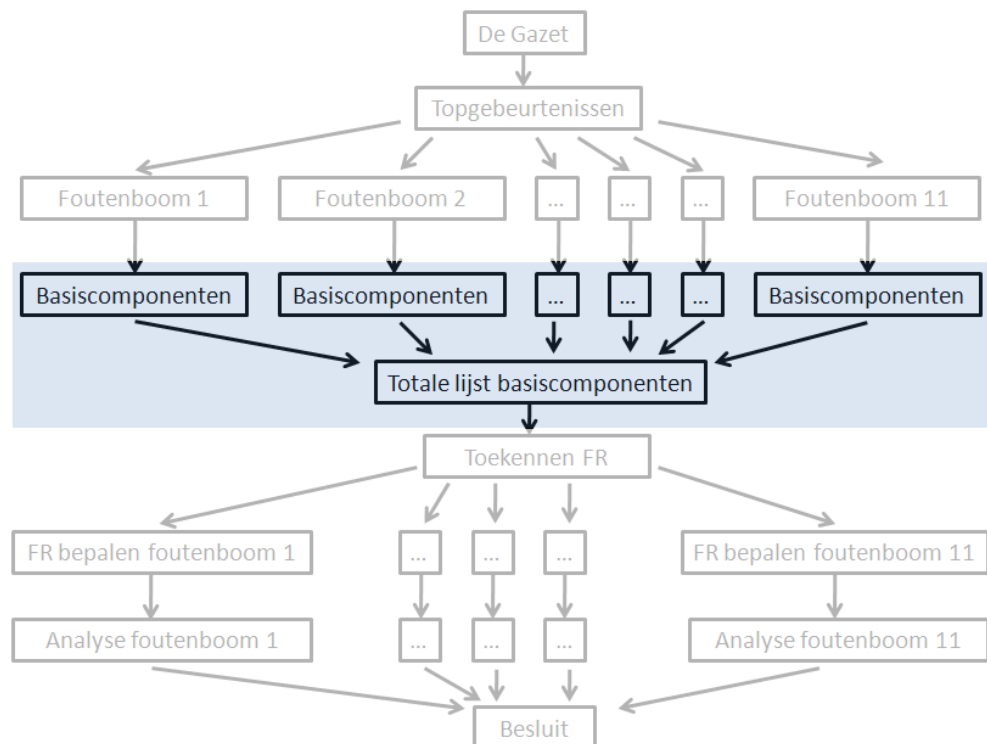 De Gazet
Topgebeurtenissen
Foutenboom 1 Foutenboom 2 ... ... ... Foutenboom 11
Basiscomponenten Basiscomponenten ... ... ... Basiscomponenten
Totale lijst basiscomponenten
Toekennen FR
FR bepalen foutenboom 1 ... ... ... FR bepalen foutenboom 11
Analyse foutenboom 1 ... ... ... Analyse foutenboom 11
Besluit